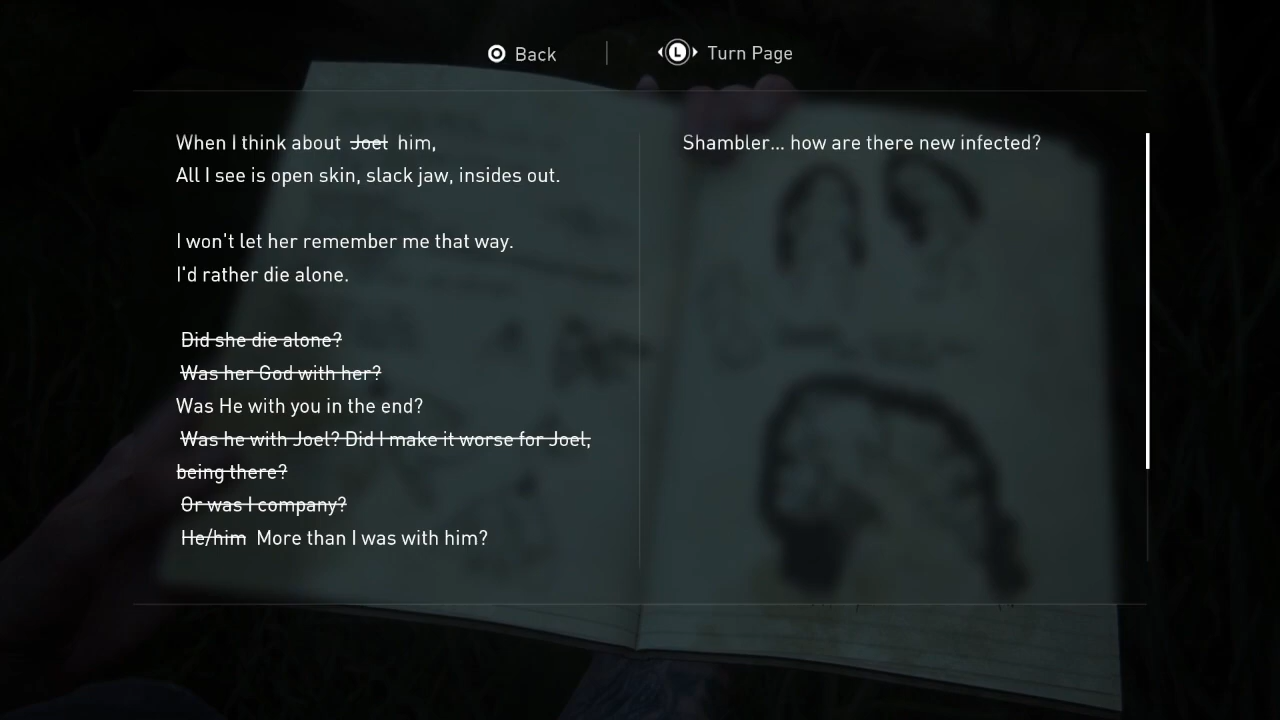 Back
L Turn Page
When I think about Joel him,
All I see is open skin, slack jaw, insides out.
I won't let her remember me that way.
I'd rather die alone.
Did she die alone?
Was her God with her?
Was He with you in the end?
Was he with Joel? Did I make it worse for Joel,
being there?
Or was I company?
He/him More than I was with him?
Shambler... how are there new infected?